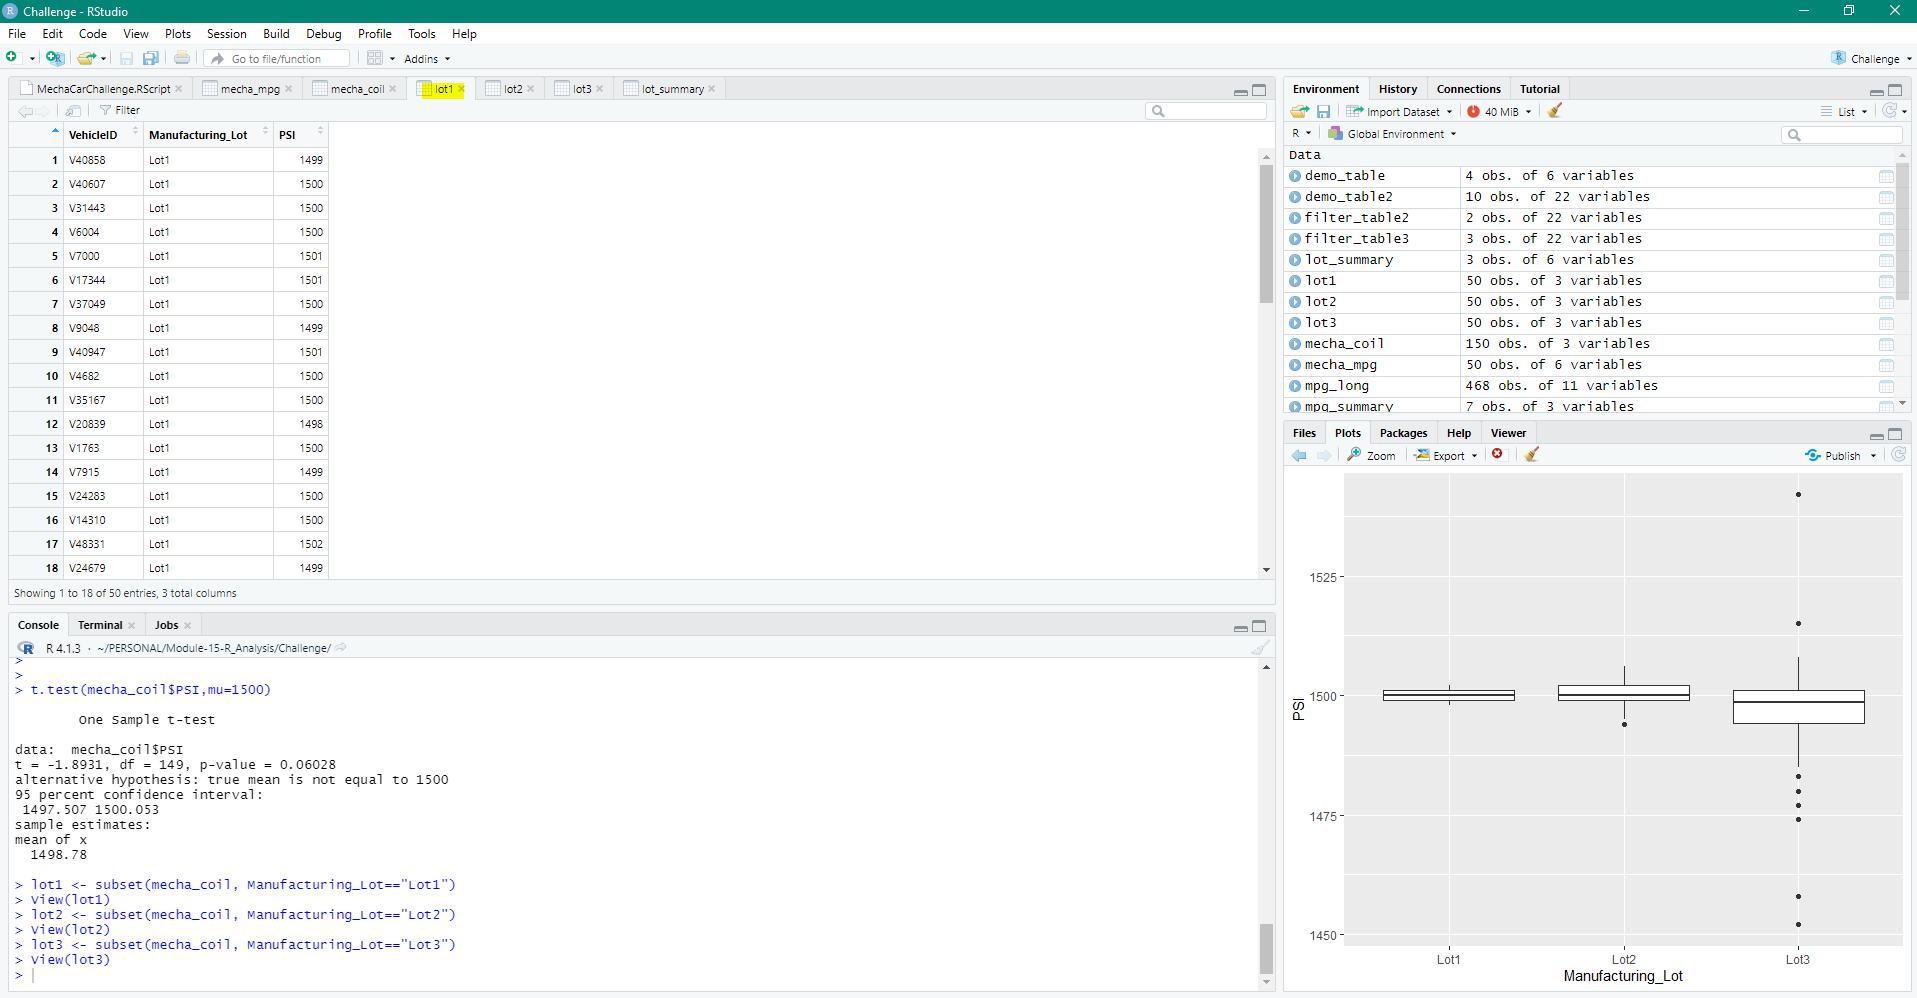 Challenge - RStudio
File Edit Code View Plots Session Build Debug Profile Tools Help
Go to file/function Addins Challenge
MechaCarChallenge.RScript mecha_mpg mecha_coil lot1 lot2 lot3 lot_summary
Filter
VehicleID Manufacturing_Lot PSI
1 V40858 Lot1 1499
2 V40607 Lot1 1500
3 V31443 Lot1 1500
4 V6004 Lot1 1500
5 V7000 Lot1 1501
6 V17344 Lot1 1501
7 V37049 Lot1 1500
8 V9048 Lot1 1499
9 V40947 Lot1 1501
10 V4682 Lot1 1500
11 V35167 Lot1 1500
12 V20839 Lot1 1498
13 V1763 Lot1 1500
14 V7915 Lot1 1499
15 V24283 Lot1 1500
16 V14310 Lot1 1500
17 V48331 Lot1 1502
18 V24679 Lot1 1499
Showing 1 to 18 of 50 entries, 3 total columns
Console Terminal Jobs
R 4.1.3 · ~/PERSONAL/Module-15-R_Analysis/Challenge/
>
>
> t.test(mecha_coil$PSI,mu=1500)
One Sample t-test
data: mecha_coil$PSI
t = -1.8931, df = 149, p-value = 0.06028
alternative hypothesis: true mean is not equal to 1500
95 percent confidence interval:
1497.507 1500.053
sample estimates:
mean of x
1498.78
> lot1 <- subset(mecha_coil, Manufacturing_Lot=="Lot1")
> View(lot1)
> lot2 <- subset(mecha_coil, Manufacturing_Lot=="Lot2")
> View(lot2)
> lot3 <- subset(mecha_coil, Manufacturing_Lot=="Lot3")
> View(lot3)
>
Environment History Connections Tutorial
Import Dataset 40 MiB List
R Global Environment
Data
demo_table 4 obs. of 6 variables
demo_table2 10 obs. of 22 variables
filter_table2 2 obs. of 22 variables
filter_table3 3 obs. of 22 variables
lot_summary 3 obs. of 6 variables
lot1 50 obs. of 3 variables
lot2 50 obs. of 3 variables
lot3 50 obs. of 3 variables
mecha_coil 150 obs. of 3 variables
mecha_mpg 50 obs. of 6 variables
mpg_long 468 obs. of 11 variables
mpg_summary 7 obs. of 3 variables
Files Plots Packages Help Viewer
Zoom Export Publish
1525
1500
1475
1450
PSI
Lot1 Lot2 Lot3
Manufacturing_Lot